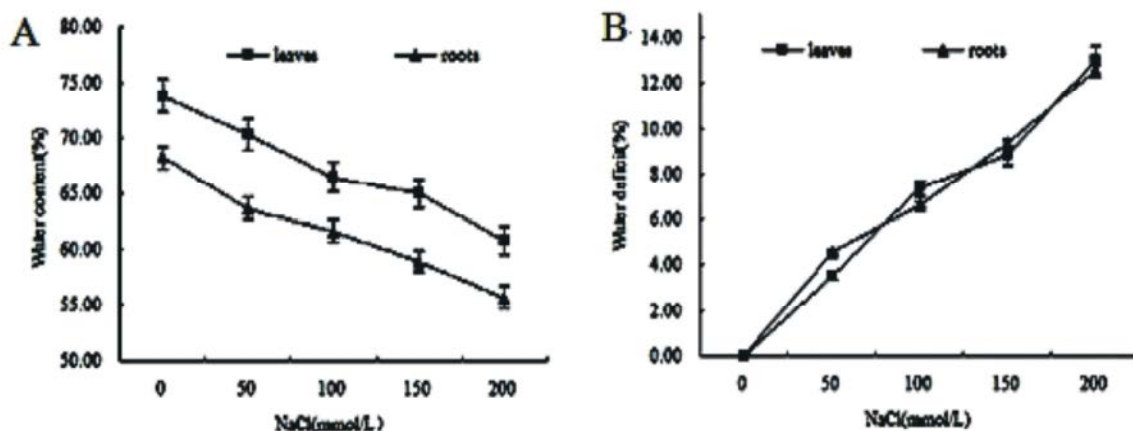 A
80.00
75.00
70.00
65.00
60.00
55.00
50.00
Water content(%)
leaves
roots
0 50 100 150 200
NaCl(mmol/L)
B
14.00
12.00
10.00
8.00
6.00
4.00
2.00
0.00
Water deficit(%)
leaves
roots
0 50 100 150 200
NaCl(mmol/L)